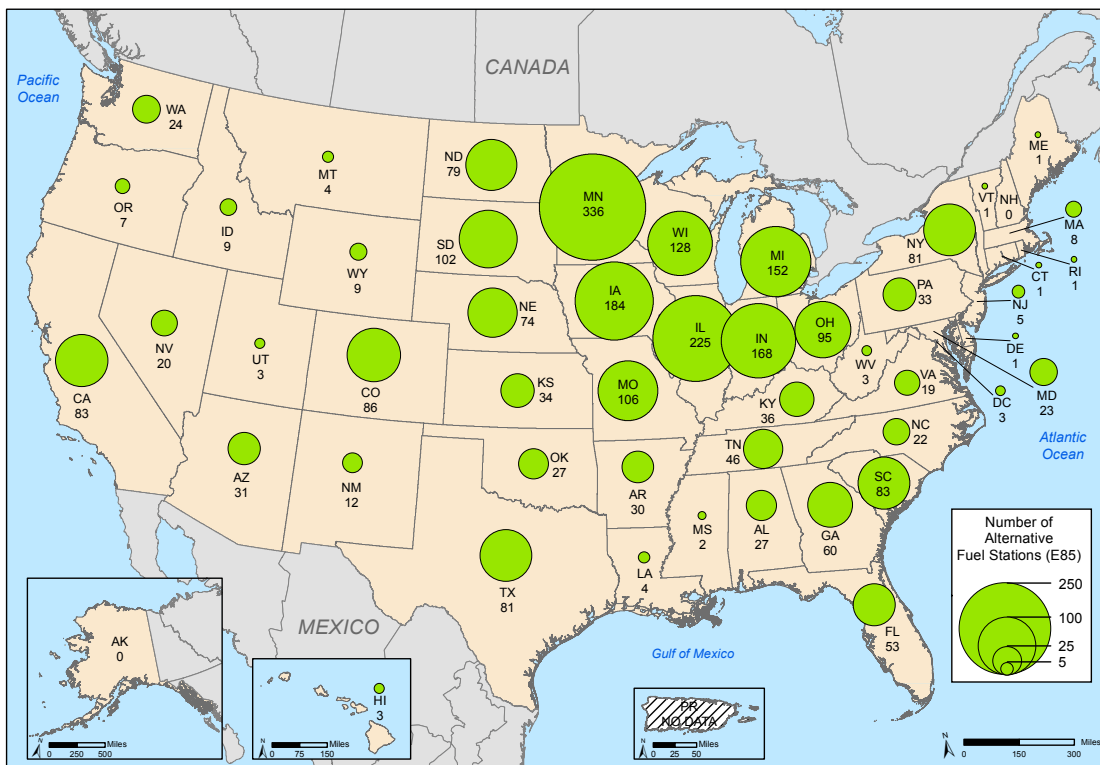 CANADA
Pacific
Ocean
WA
24
OR
7
ID
9
MT
4
WY
9
ND
79
SD
102
NE
74
MN
336
WI
128
MI
152
IA
184
IL
225
IN
168
OH
95
NY
81
PA
33
ME
1
VT
1
NH
0
MA
8
RI
1
CT
1
NJ
5
DE
1
MD
23
DC
3
WV
3
VA
19
NV
20
UT
3
CA
83
CO
86
KS
34
MO
106
KY
36
NC
22
TN
46
SC
83
AZ
31
NM
12
OK
27
AR
30
MS
2
AL
27
GA
60
TX
81
LA
4
FL
53
Atlantic
Ocean
MEXICO
Gulf of Mexico
Number of
Alternative
Fuel Stations (E85)
250
100
25
5
AK
0
N
Miles
0 250 500
HI
3
N
Miles
0 75 150
PR
NO DATA
N
Miles
0 25 50
N
Miles
0 150 300